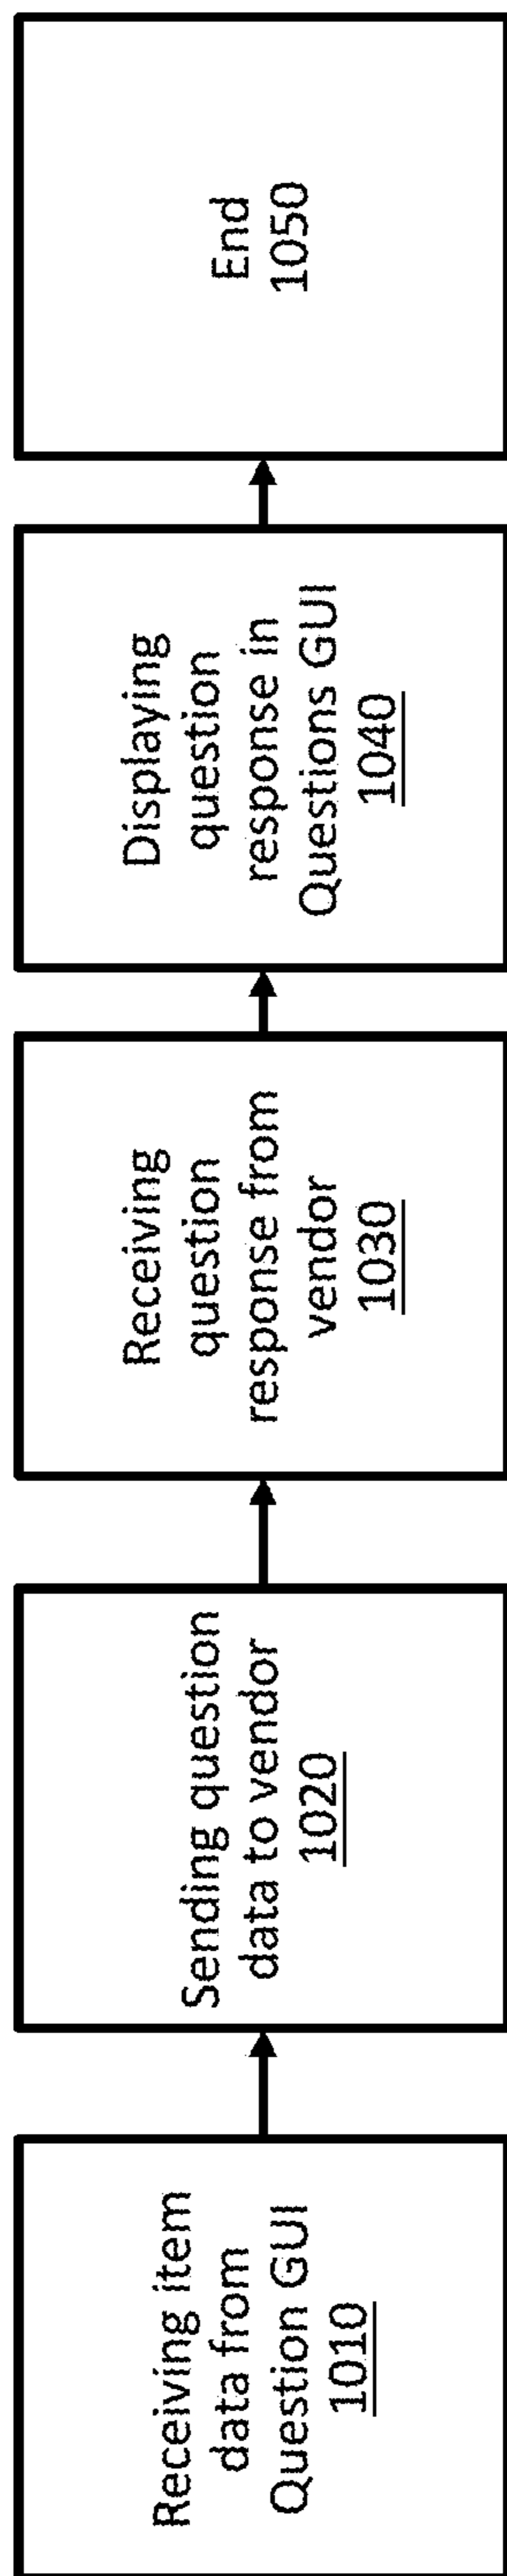 Receiving item
data from
Question GUI
1010
Sending question
data to vendor
1020
Receiving
question
response from
vendor
1030
Displaying
question
response in
Questions GUI
1040
End
1050